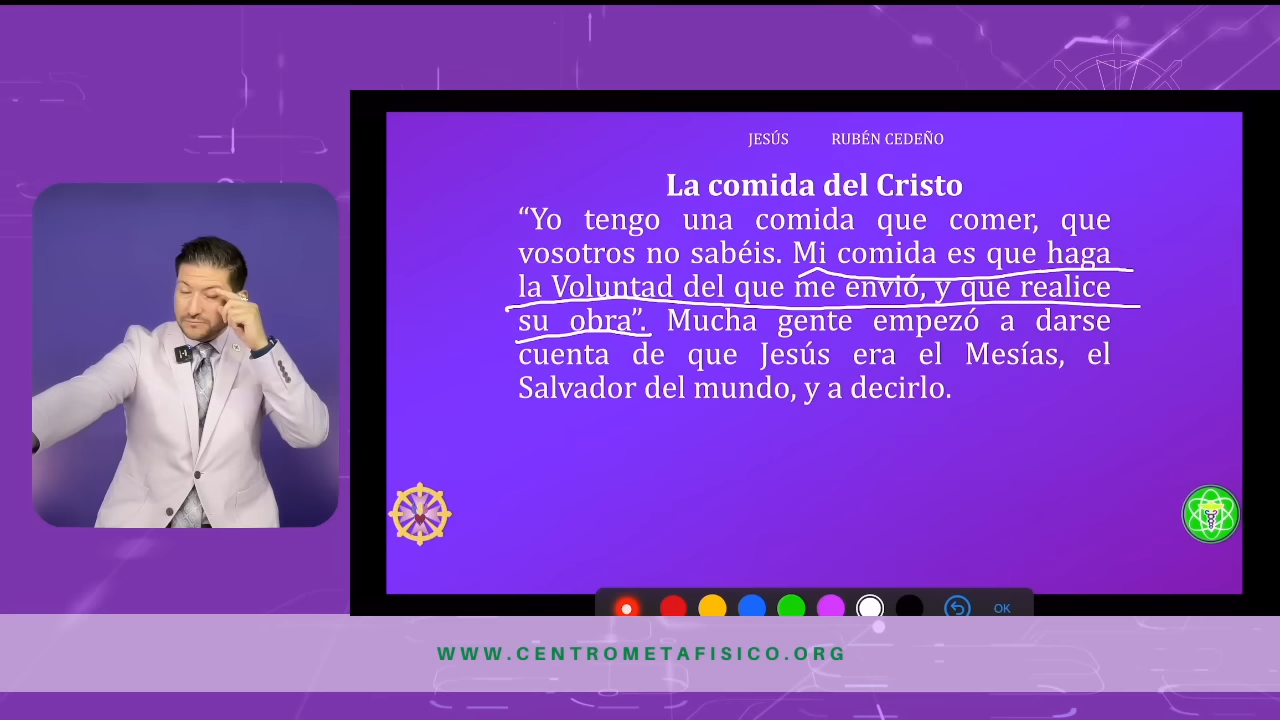 JESÚS RUBÉN CEDEÑO
La comida del Cristo
“Yo tengo una comida que comer, que
vosotros no sabéis. Mi comida es que haga
la Voluntad del que me envió, y que realice
su obra”. Mucha gente empezó a darse
cuenta de que Jesús era el Mesías, el
Salvador del mundo, y a decirlo.
OK
WWW.CENTROMETAFISICO.ORG